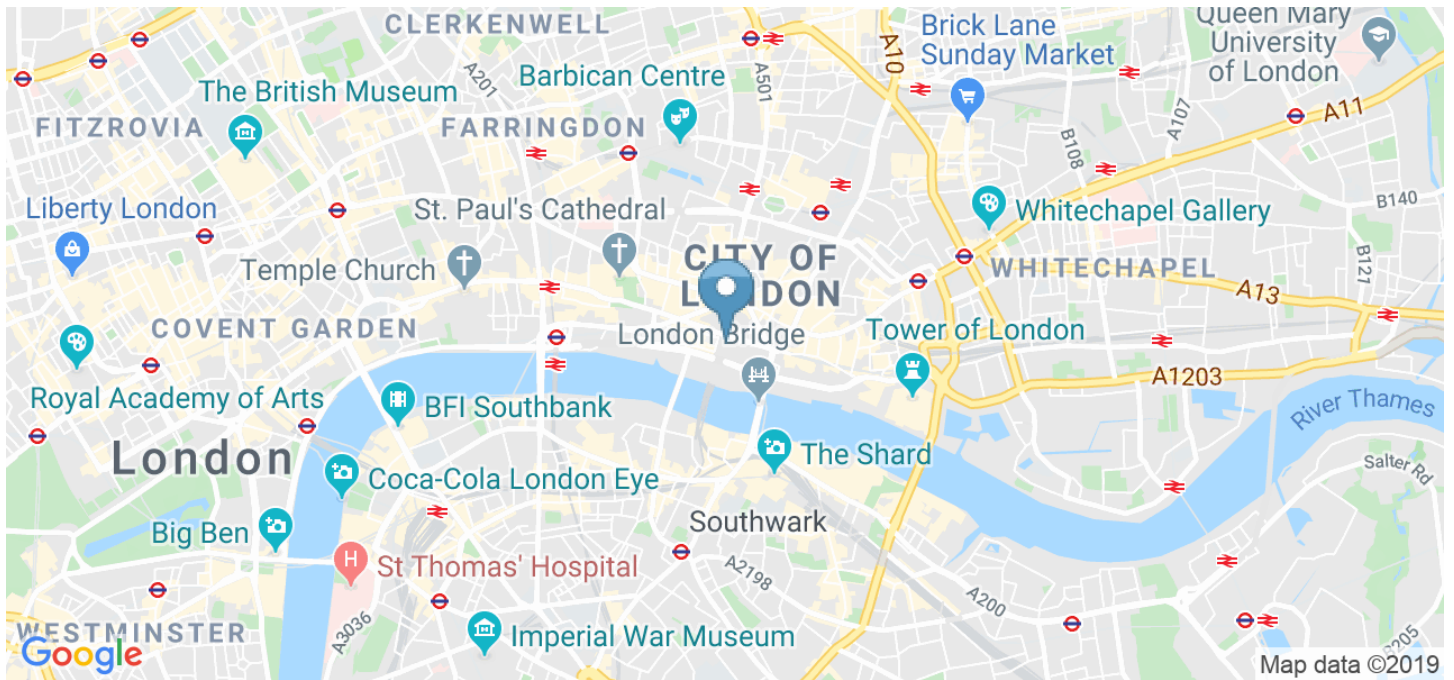 CLERKENWELL
Brick Lane
Sunday Market
Queen Mary
University
of London
A10
A501
A201
Barbican Centre
The British Museum
A11
A107
FITZROVIA
FARRINGDON
B108
B140
Liberty London
St. Paul's Cathedral
Whitechapel Gallery
B121
Temple Church
CITY OF
LONDON
WHITECHAPEL
A13
COVENT GARDEN
London Bridge
Tower of London
A1203
Royal Academy of Arts
BFI Southbank
River Thames
London
The Shard
Salter Rd
Coca-Cola London Eye
Big Ben
Southwark
H
St Thomas' Hospital
A2198
A200
A3036
WESTMINSTER
Imperial War Museum
B205
Google
Map data ©2019